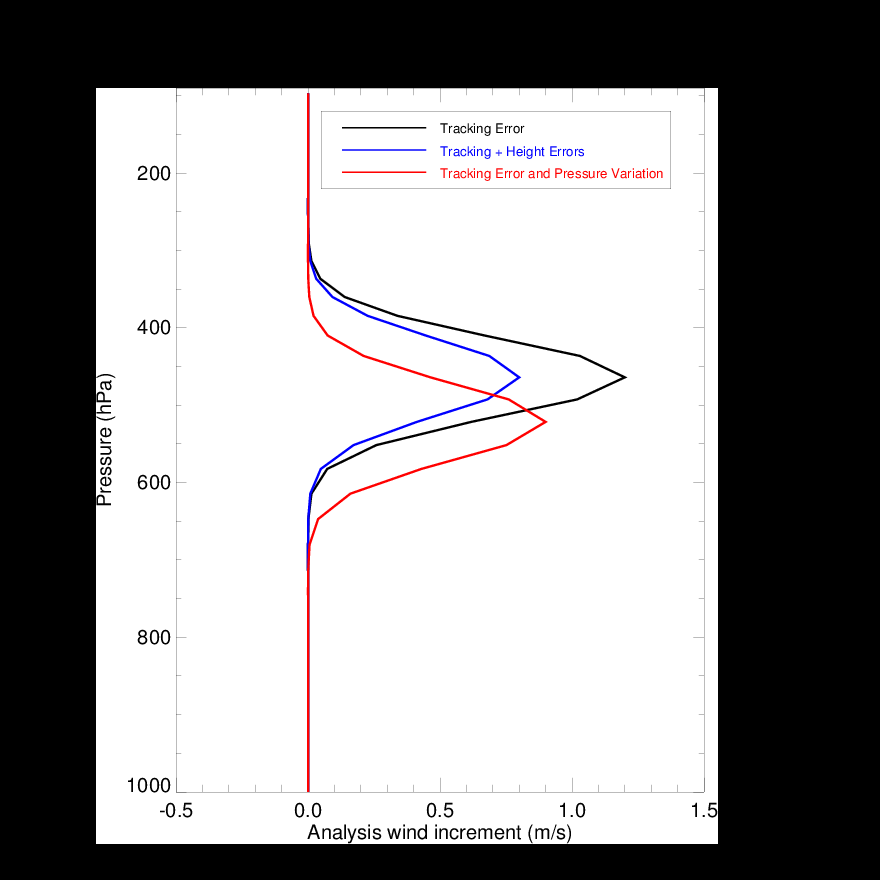 Tracking Error
Tracking + Height Errors
Tracking Error and Pressure Variation
200
400
600
800
1000
Pressure (hPa)
-0.5 0.0 0.5 1.0 1.5
Analysis wind increment (m/s)